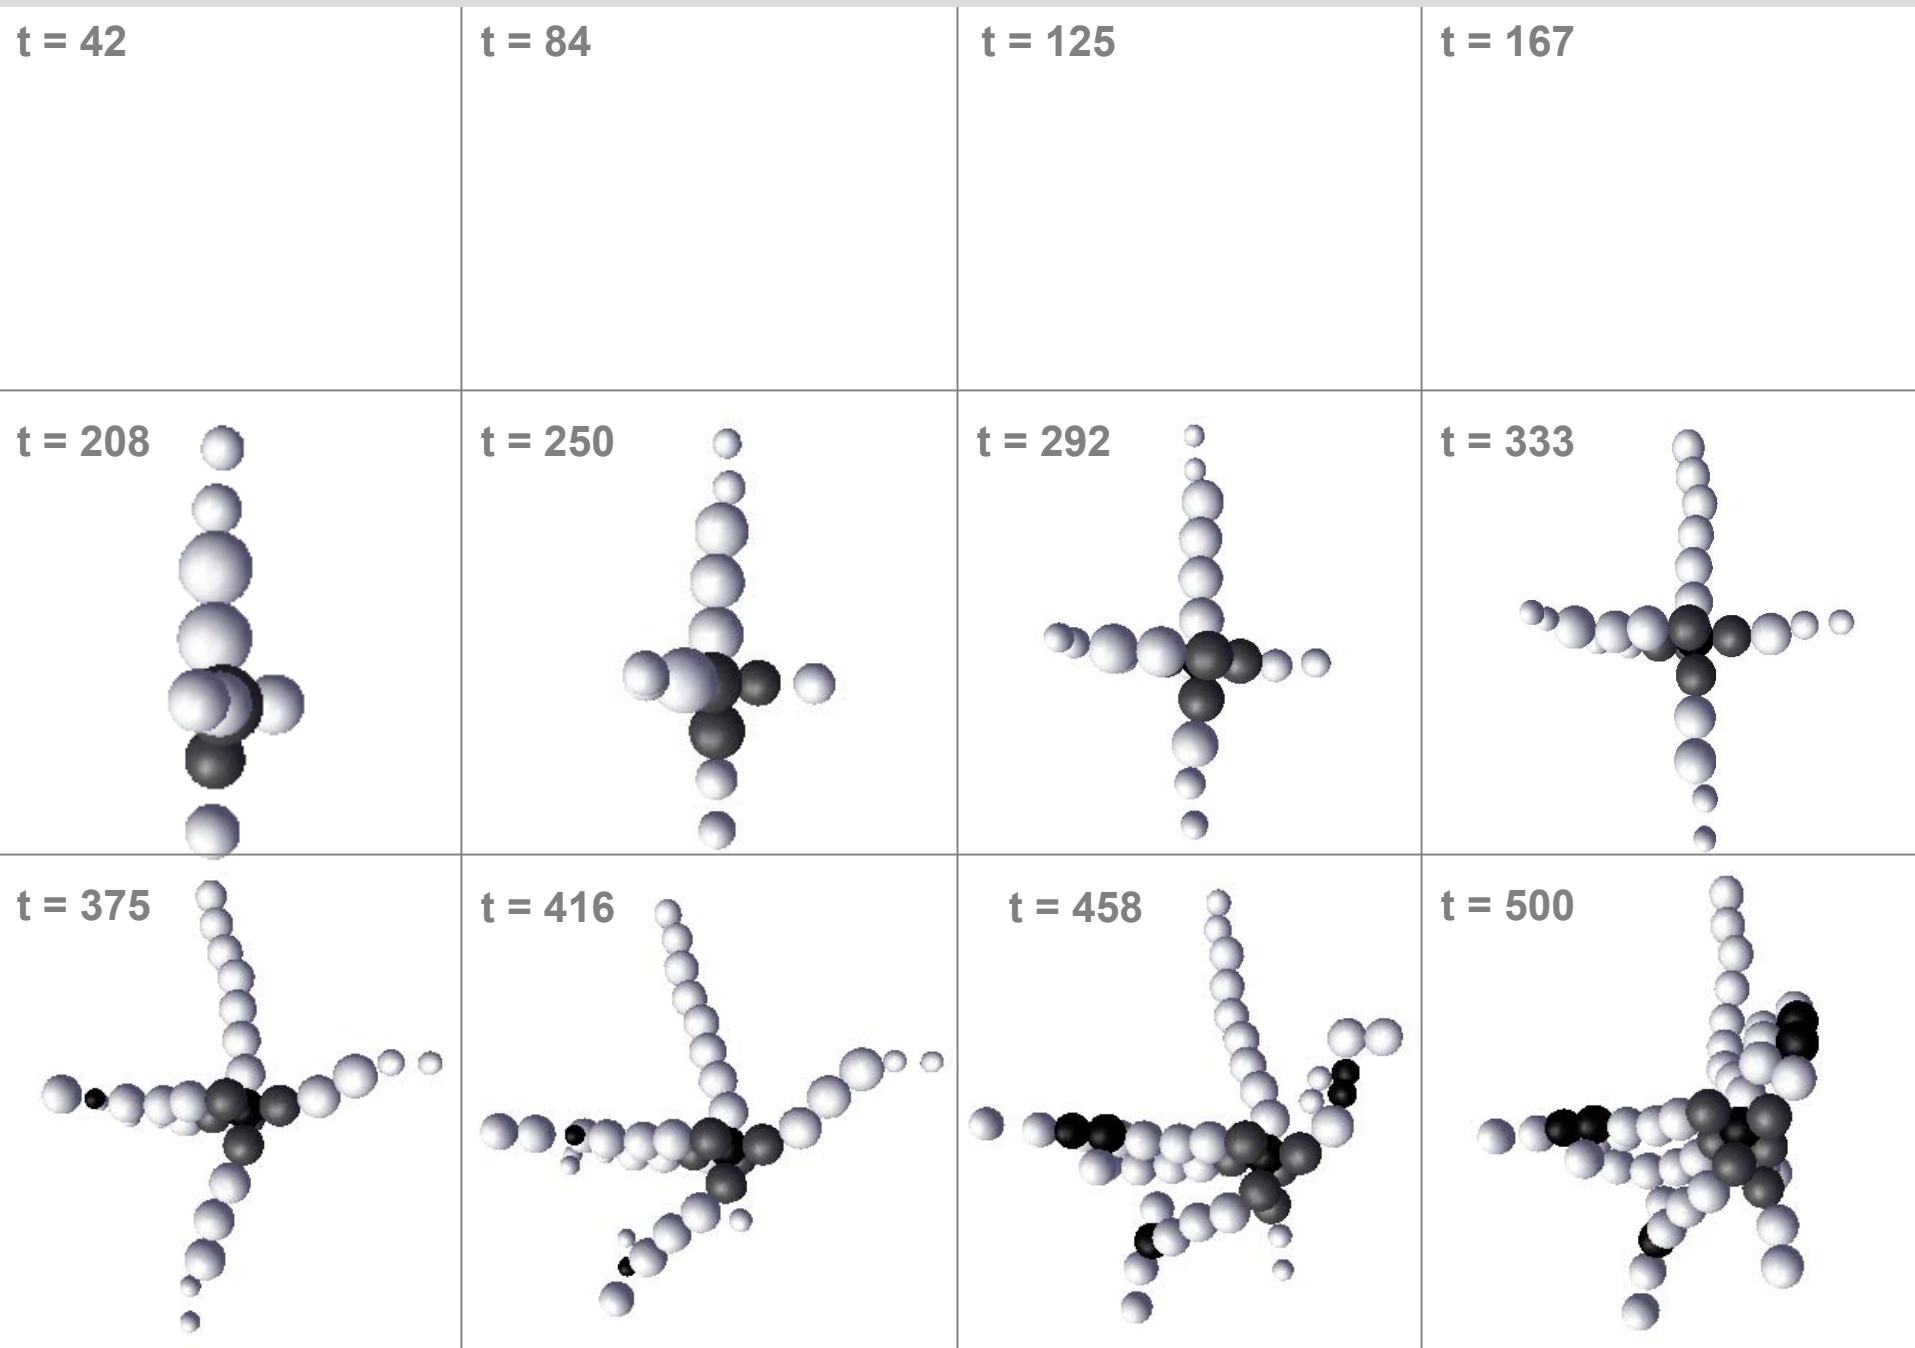 t = 42
t = 84
t = 125
t = 167
t = 208
t = 250
t = 292
t = 333
t = 375
t = 416
t = 458
t = 500